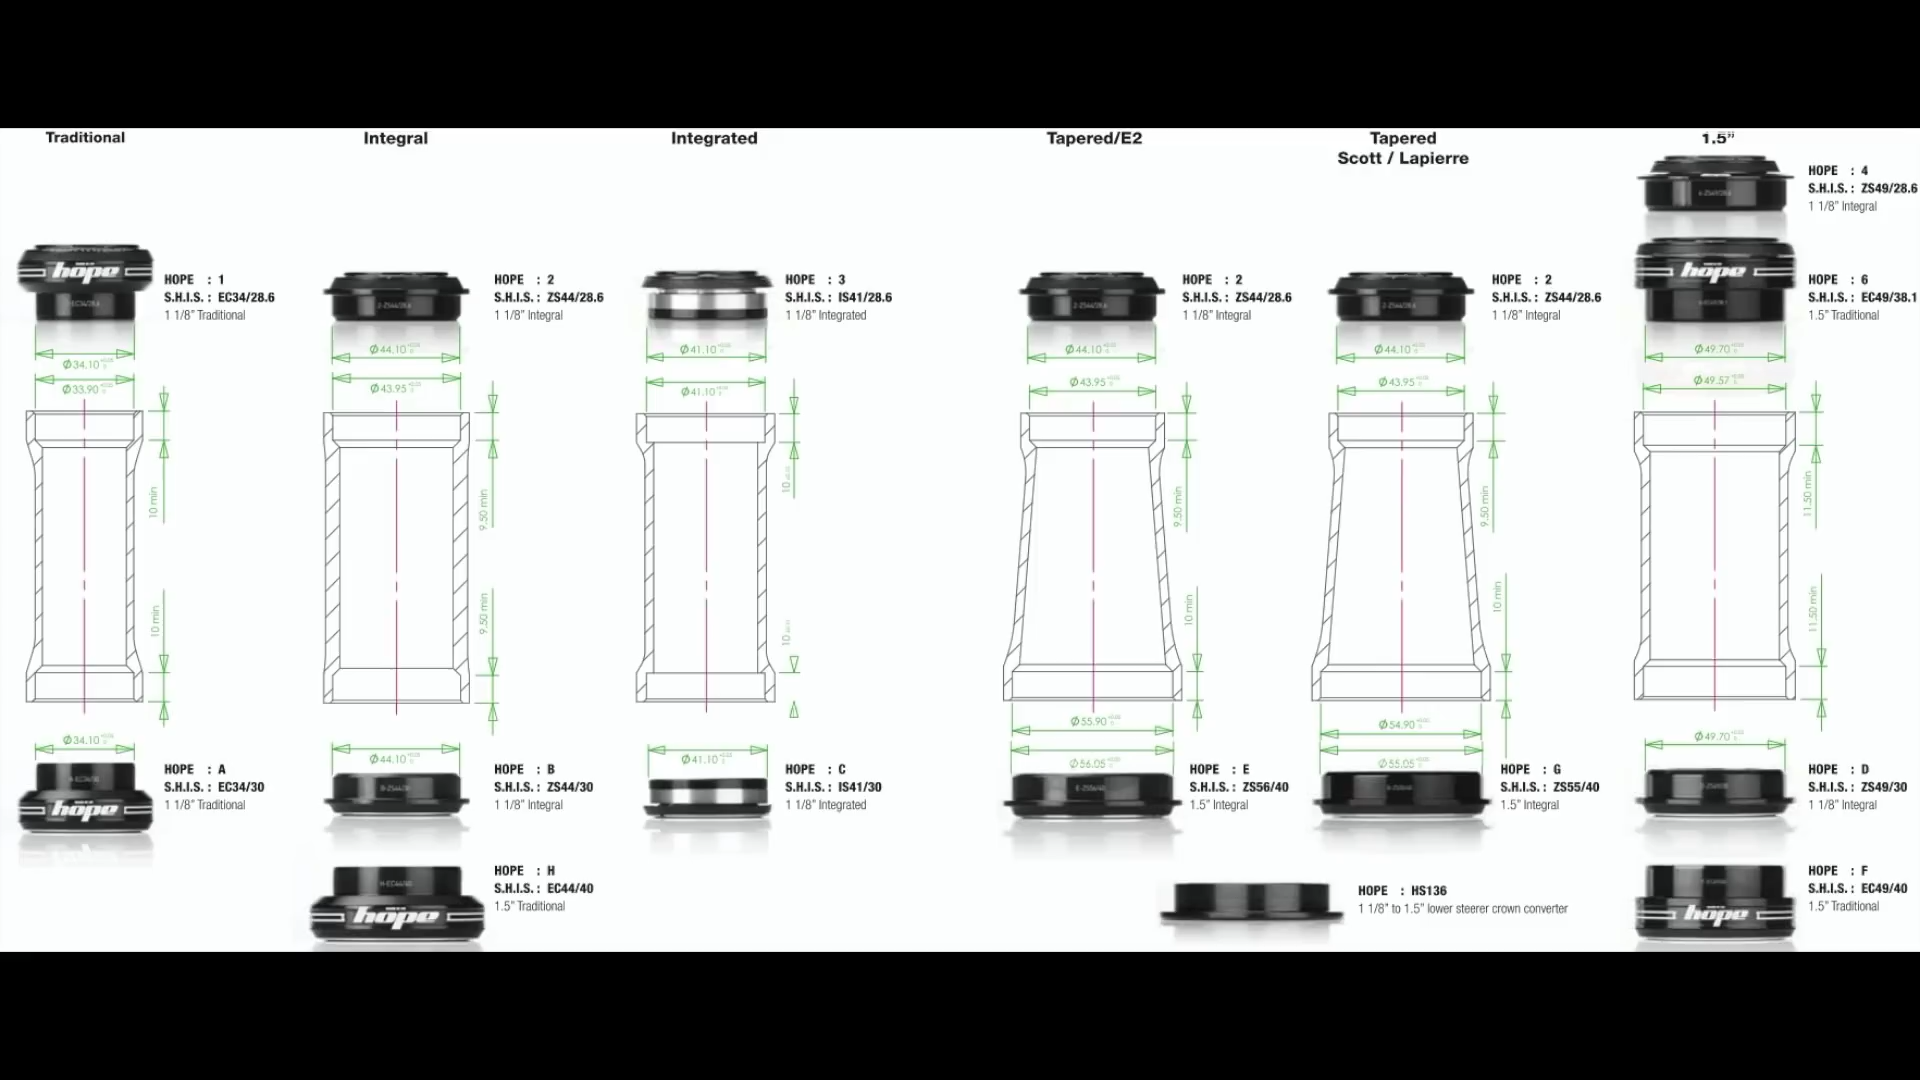 Traditional
Integral
Integrated
Tapered/E2
Tapered
Scott / Lapierre
1.5”
HOPE : 4
S.H.I.S. : ZS49/28.6
1 1/8” Integral
hope
HOPE : 1
S.H.I.S. : EC34/28.6
1 1/8” Traditional
HOPE : 2
S.H.I.S. : ZS44/28.6
1 1/8” Integral
HOPE : 3
S.H.I.S. : IS41/28.6
1 1/8” Integrated
HOPE : 2
S.H.I.S. : ZS44/28.6
1 1/8” Integral
HOPE : 2
S.H.I.S. : ZS44/28.6
1 1/8” Integral
hope
HOPE : 6
S.H.I.S. : EC49/38.1
1.5” Traditional
Ø34.10
Ø33.90
Ø44.10
Ø43.95
Ø41.10
Ø41.10
Ø44.10
Ø43.95
Ø44.10
Ø43.95
Ø49.70
Ø49.57
10 min
9.50 min
10
9.50 min
9.50 min
11.50 min
10 min
9.50 min
10
10 min
10 min
11.50 min
Ø34.10
Ø44.10
Ø41.10
Ø55.90
Ø56.05
Ø54.90
Ø55.05
Ø49.70
hope
HOPE : A
S.H.I.S. : EC34/30
1 1/8” Traditional
HOPE : B
S.H.I.S. : ZS44/30
1 1/8” Integral
HOPE : C
S.H.I.S. : IS41/30
1 1/8” Integrated
HOPE : E
S.H.I.S. : ZS56/40
1.5” Integral
HOPE : G
S.H.I.S. : ZS55/40
1.5” Integral
HOPE : D
S.H.I.S. : ZS49/30
1 1/8” Integral
hope
HOPE : H
S.H.I.S. : EC44/40
1.5” Traditional
HOPE : HS136
1 1/8” to 1.5” lower steerer crown converter
hope
HOPE : F
S.H.I.S. : EC49/40
1.5” Traditional